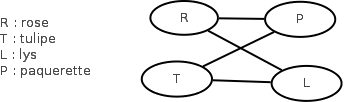 R : rose
T : tulipe
L : lys
P : paquerette
R
P
T
L